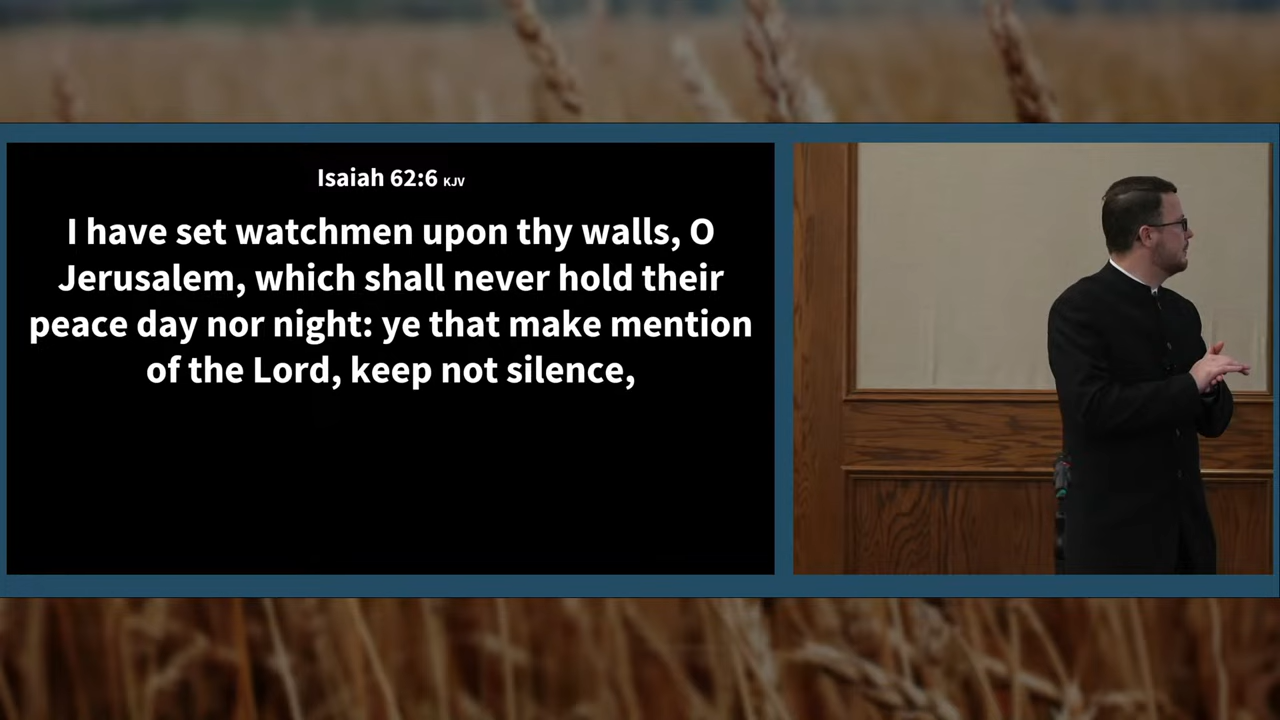 Isaiah 62:6 KJV
I have set watchmen upon thy walls, O
Jerusalem, which shall never hold their
peace day nor night: ye that make mention
of the Lord, keep not silence,